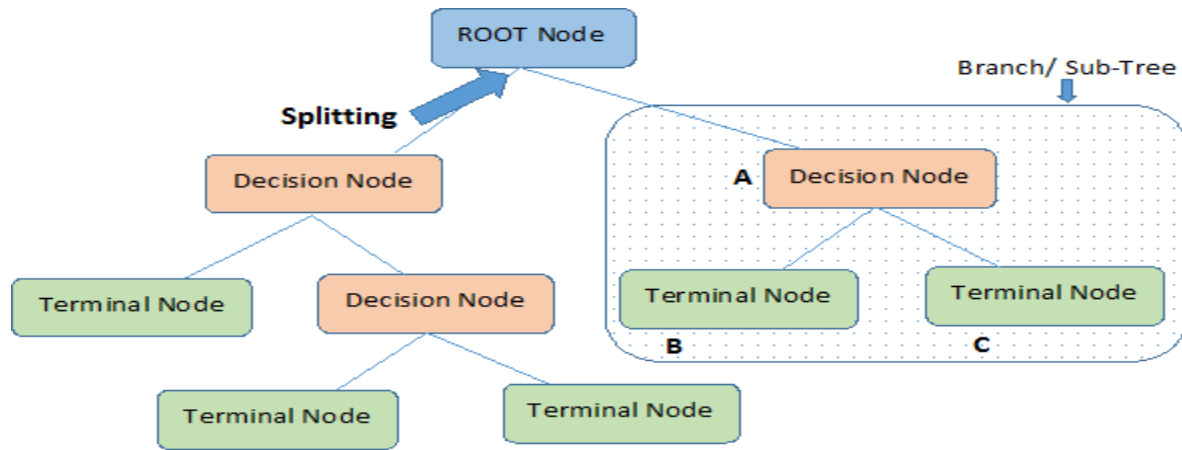 ROOT Node
Branch/ Sub-Tree
Splitting
Decision Node
A
Decision Node
Terminal Node
Decision Node
Terminal Node
Terminal Node
B
C
Terminal Node
Terminal Node